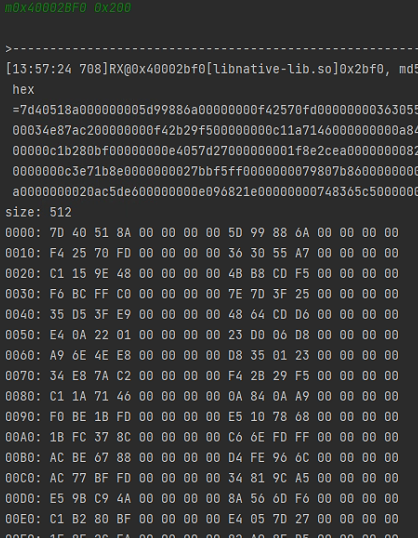 m0x40002BF0 0x200
>-----------------------------------------------------
[13:57:24 708]RX@0x40002bf0[libnative-lib.so]0x2bf0, md5
hex
=7d40518a000000005d99886a00000000f42570fd00000000363055
00034e87ac200000000f42b29f500000000c11a7146000000000a84
00000c1b280bf00000000e4057d2700000001f8e2cea0000000082
0000000c3e71b8e0000000027bbf5ff0000000079807b8600000000
a0000000020ac5de600000000e096821e00000000748365c5000000
size: 512
0000: 7D 40 51 8A 00 00 00 00 5D 99 88 6A 00 00 00 00
0010: F4 25 70 FD 00 00 00 00 36 30 55 A7 00 00 00 00
0020: C1 15 9E 48 00 00 00 00 4B B8 CD F5 00 00 00 00
0030: F6 BC FF C0 00 00 00 00 7E 7D 3F 25 00 00 00 00
0040: 35 D5 3F E9 00 00 00 00 48 64 CD D6 00 00 00 00
0050: E4 0A 22 01 00 00 00 00 23 D0 06 D8 00 00 00 00
0060: A9 6E 4E E8 00 00 00 00 D8 35 01 23 00 00 00 00
0070: 34 E8 7A C2 00 00 00 00 F4 2B 29 F5 00 00 00 00
0080: C1 1A 71 46 00 00 00 00 0A 84 0A A9 00 00 00 00
0090: F0 BE 1B FD 00 00 00 00 E5 10 78 68 00 00 00 00
00A0: 1B FC 37 8C 00 00 00 00 C6 6E FD FF 00 00 00 00
00B0: AC BE 67 88 00 00 00 00 D4 FE 96 6C 00 00 00 00
00C0: AC 77 BF FD 00 00 00 00 34 81 9C A5 00 00 00 00
00D0: E5 9B C9 4A 00 00 00 00 8A 56 6D F6 00 00 00 00
00E0: C1 B2 80 BF 00 00 00 00 E4 05 7D 27 00 00 00 00